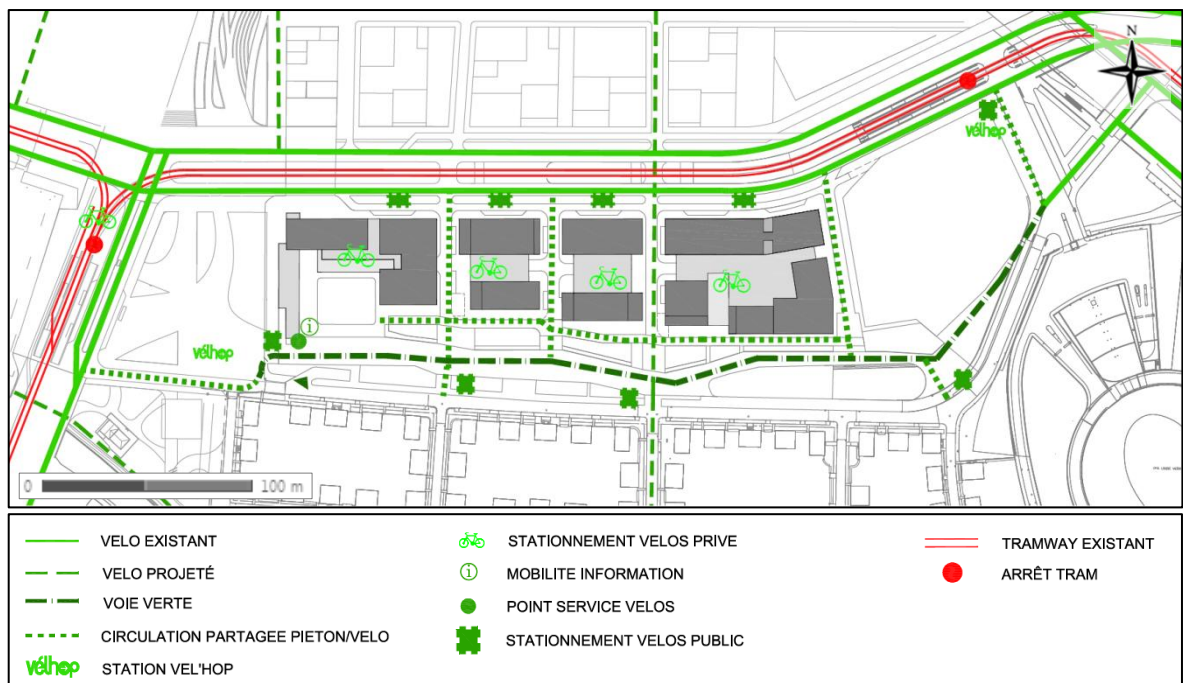 N
vélhop
vélhop
i
0 100 m
VELO EXISTANT
VELO PROJETÉ
VOIE VERTE
CIRCULATION PARTAGEE PIETON/VELO
vélhop STATION VEL'HOP
STATIONNEMENT VELOS PRIVE
i MOBILITE INFORMATION
POINT SERVICE VELOS
STATIONNEMENT VELOS PUBLIC
TRAMWAY EXISTANT
ARRÊT TRAM